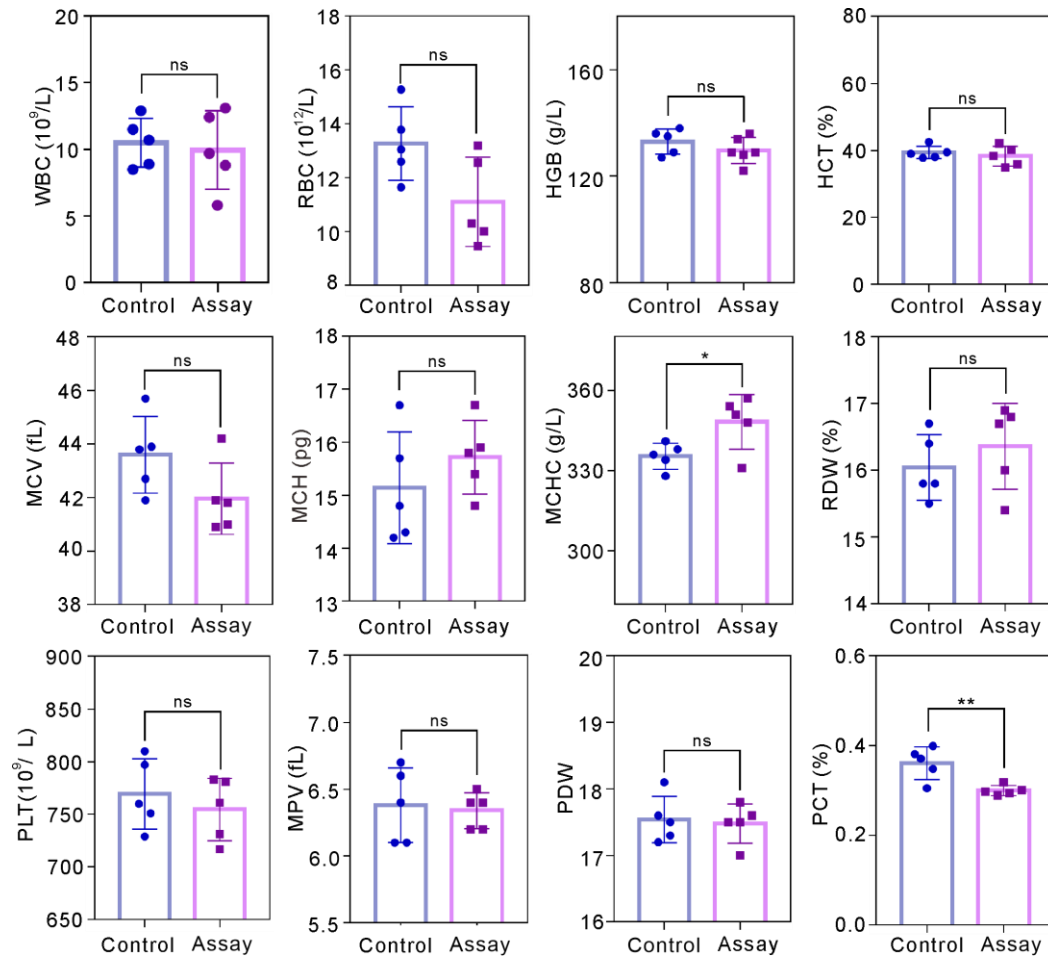 WBC (10⁹/L)
20
15
10
5
0
ns
Control Assay
RBC (10¹²/L)
18
16
14
12
10
8
ns
Control Assay
HGB (g/L)
180
130
80
ns
Control Assay
HCT (%)
80
60
40
20
0
ns
Control Assay
MCV (fL)
48
46
44
42
40
38
ns
Control Assay
MCH (pg)
18
17
16
15
14
13
ns
Control Assay
MCHC (g/L)
360
330
300
*
Control Assay
RDW (%)
18
17
16
15
14
ns
Control Assay
PLT(10⁹/ L)
900
850
800
750
700
650
ns
Control Assay
MPV (fL)
7.5
7.0
6.5
6.0
5.5
ns
Control Assay
PDW
20
19
18
17
16
ns
Control Assay
PCT (%)
0.6
0.4
0.2
0.0
**
Control Assay